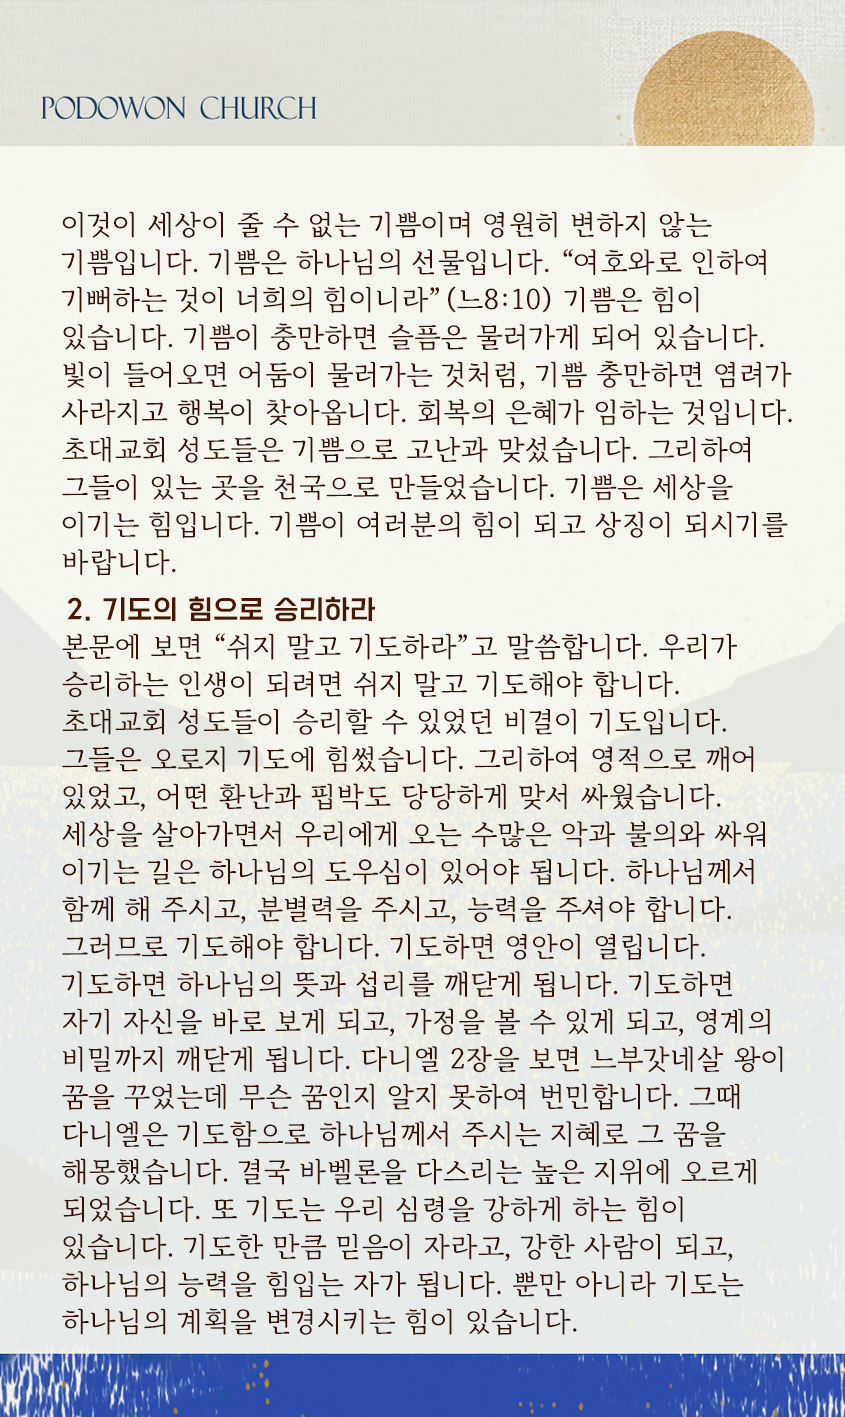 PODOWON CHURCH
이것이 세상이 줄 수 없는 기쁨이며 영원히 변하지 않는
기쁨입니다. 기쁨은 하나님의 선물입니다. “여호와로 인하여
기뻐하는 것이 너희의 힘이니라”(느8:10) 기쁨은 힘이
있습니다. 기쁨이 충만하면 슬픔은 물러가게 되어 있습니다.
빛이 들어오면 어둠이 물러가는 것처럼, 기쁨 충만하면 염려가
사라지고 행복이 찾아옵니다. 회복의 은혜가 임하는 것입니다.
초대교회 성도들은 기쁨으로 고난과 맞섰습니다. 그리하여
그들이 있는 곳을 천국으로 만들었습니다. 기쁨은 세상을
이기는 힘입니다. 기쁨이 여러분의 힘이 되고 상징이 되시기를
바랍니다.
2. 기도의 힘으로 승리하라
본문에 보면 “쉬지 말고 기도하라”고 말씀합니다. 우리가
승리하는 인생이 되려면 쉬지 말고 기도해야 합니다.
초대교회 성도들이 승리할 수 있었던 비결이 기도입니다.
그들은 오로지 기도에 힘썼습니다. 그리하여 영적으로 깨어
있었고, 어떤 환난과 핍박도 당당하게 맞서 싸웠습니다.
세상을 살아가면서 우리에게 오는 수많은 악과 불의와 싸워
이기는 길은 하나님의 도우심이 있어야 됩니다. 하나님께서
함께 해 주시고, 분별력을 주시고, 능력을 주셔야 합니다.
그러므로 기도해야 합니다. 기도하면 영안이 열립니다.
기도하면 하나님의 뜻과 섭리를 깨닫게 됩니다. 기도하면
자기 자신을 바로 보게 되고, 가정을 볼 수 있게 되고, 영계의
비밀까지 깨닫게 됩니다. 다니엘 2장을 보면 느부갓네살 왕이
꿈을 꾸었는데 무슨 꿈인지 알지 못하여 번민합니다. 그때
다니엘은 기도함으로 하나님께서 주시는 지혜로 그 꿈을
해몽했습니다. 결국 바벨론을 다스리는 높은 지위에 오르게
되었습니다. 또 기도는 우리 심령을 강하게 하는 힘이
있습니다. 기도한 만큼 믿음이 자라고, 강한 사람이 되고,
하나님의 능력을 힘입는 자가 됩니다. 뿐만 아니라 기도는
하나님의 계획을 변경시키는 힘이 있습니다.